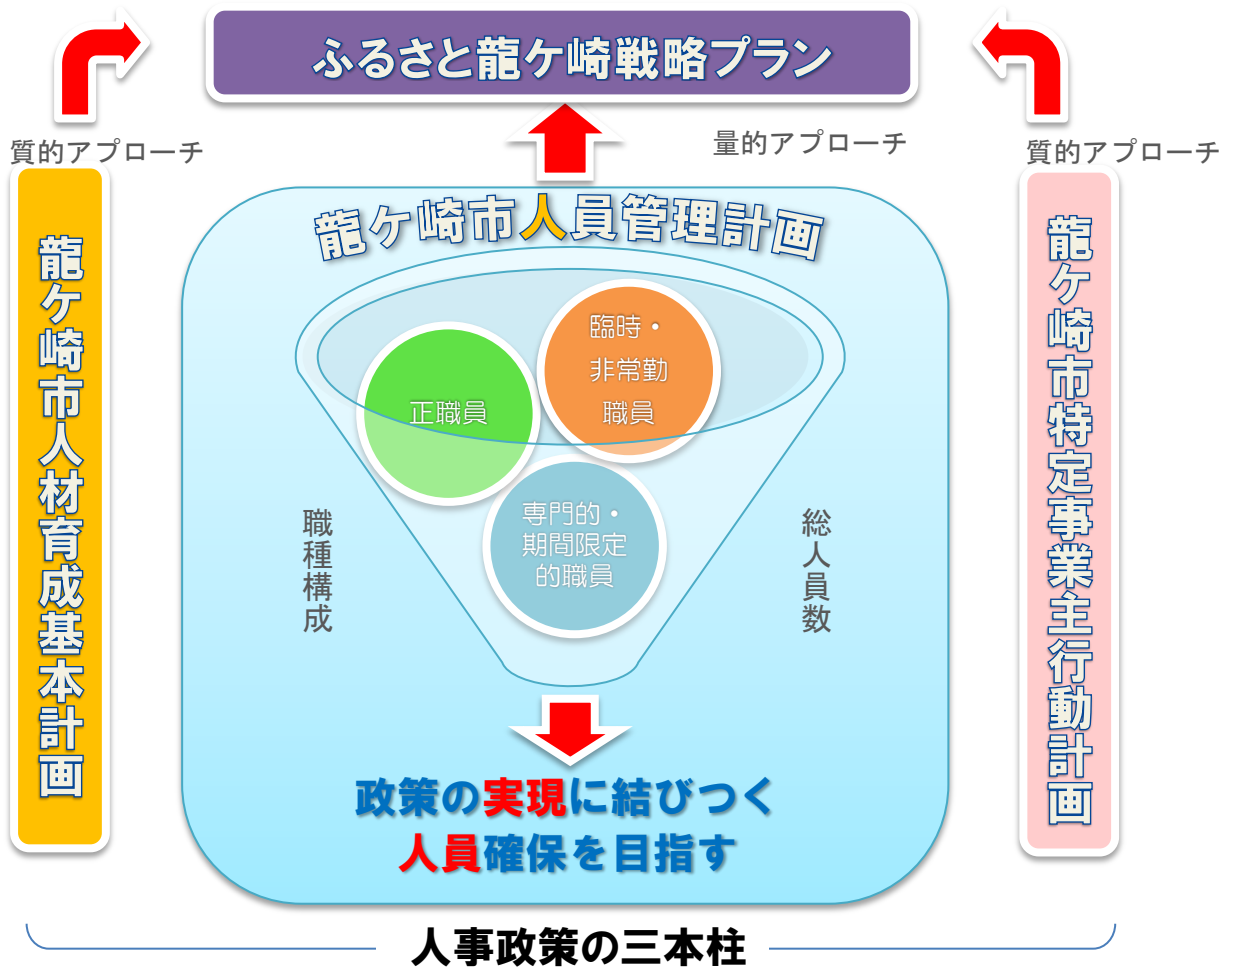 ふるさと龍ケ崎戦略プラン
質的アプローチ
量的アプローチ
質的アプローチ
龍ケ崎市人材育成基本計画
龍ケ崎市人員管理計画
臨時・
非常勤
職員
正職員
専門的・
期間限定
的職員
職種構成
総人員数
政策の実現に結びつく
人員確保を目指す
龍ケ崎市特定事業主行動計画
人事政策の三本柱